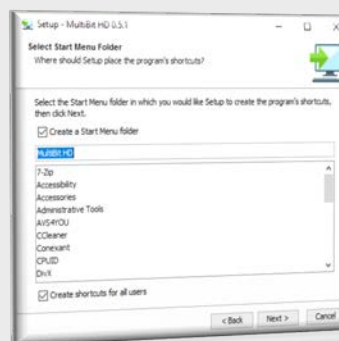 Setup - MultiBit HD 0.5.1
Select Start Menu Folder
Where should Setup place the program's shortcuts?
Select the Start Menu folder in which you would like Setup to create the program's shortcuts,
then click Next.
Create a Start Menu folder
MultiBit HD
7-Zip
Accessibility
Accessories
Administrative Tools
AVS4YOU
CCleaner
Conexant
CPUID
DivX
Create shortcuts for all users
< Back
Next >
Cancel